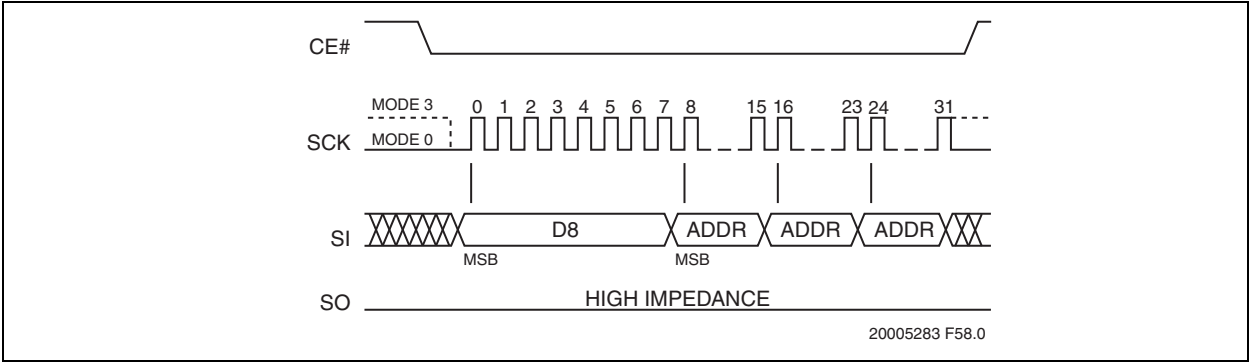 CE#
MODE 3
0 1 2 3 4 5 6 7 8 15 16 23 24 31
SCK
MODE 0
SI
D8 ADDR ADDR ADDR
MSB MSB
SO
HIGH IMPEDANCE
20005283 F58.0